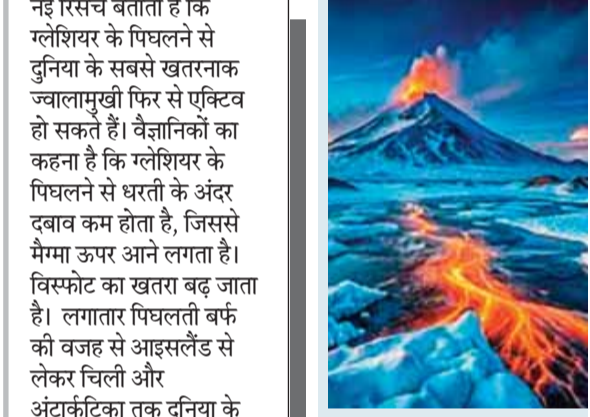 नई रिसर्च बताती है कि
ग्लेशियर के पिघलने से
दुनिया के सबसे खतरनाक
ज्वालामुखी फिर से एक्टिव
हो सकते हैं। वैज्ञानिकों का
कहना है कि ग्लेशियर के
पिघलने से धरती के अंदर
दबाव कम होता है, जिससे
मैग्मा ऊपर आने लगता है।
विस्फोट का खतरा बढ़ जाता
है। लगातार पिघलती बर्फ
की वजह से आइसलैंड से
लेकर चिली और
अंटार्कटिका तक दुनिया के